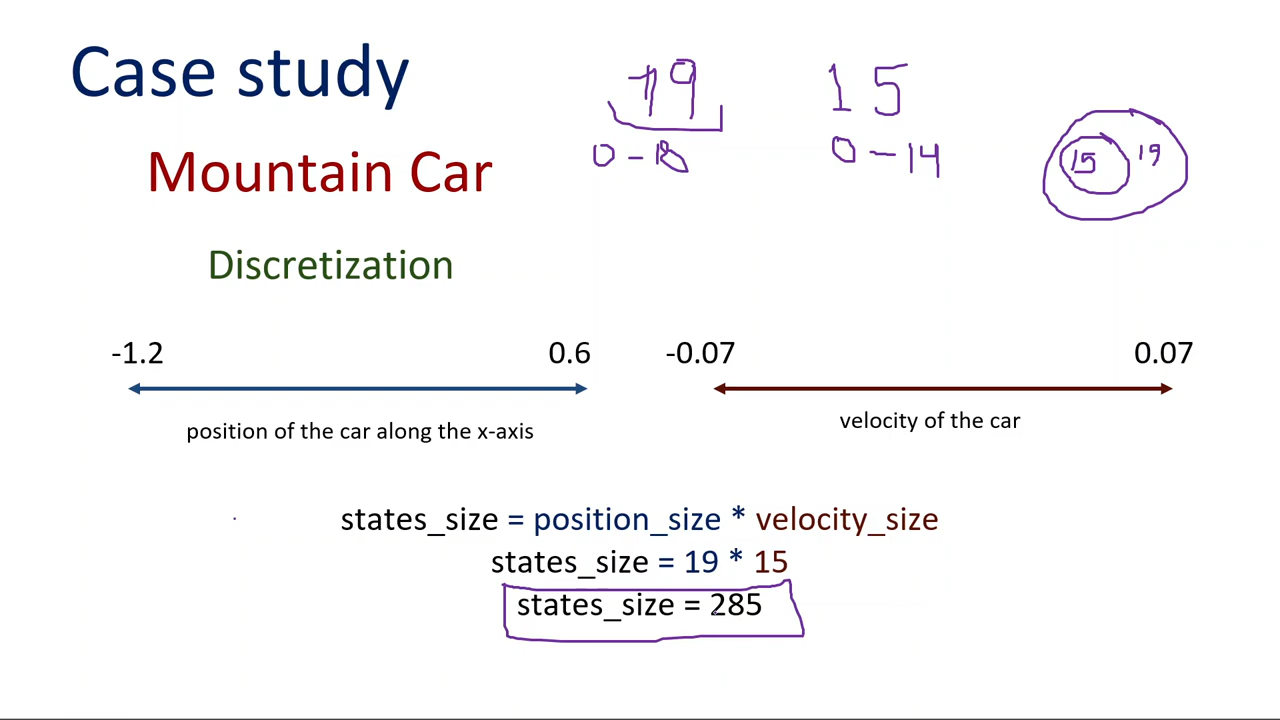 Case study
19 15
0-18 0-14
15 19
Mountain Car
Discretization
-1.2 0.6 -0.07 0.07
position of the car along the x-axis
velocity of the car
states_size = position_size * velocity_size
states_size = 19 * 15
states_size = 285